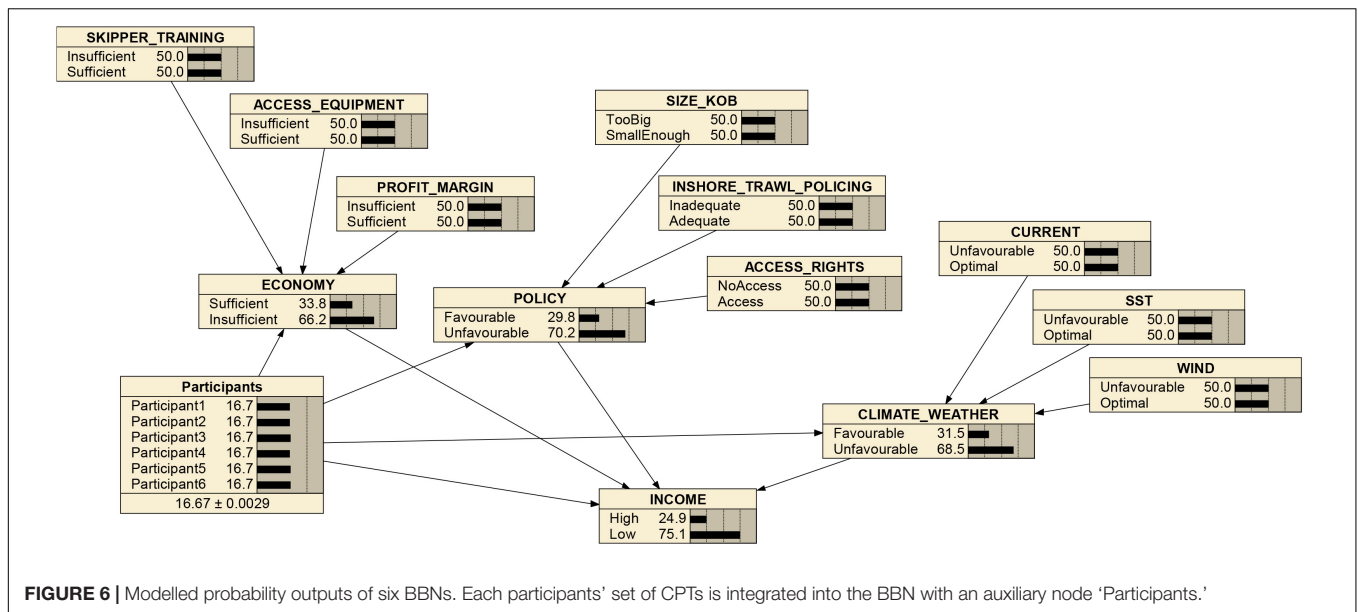 SKIPPER_TRAINING
Insufficient 50.0
Sufficient 50.0
ACCESS_EQUIPMENT
Insufficient 50.0
Sufficient 50.0
PROFIT_MARGIN
Insufficient 50.0
Sufficient 50.0
SIZE_KOB
TooBig 50.0
SmallEnough 50.0
INSHORE_TRAWL_POLICING
Inadequate 50.0
Adequate 50.0
ACCESS_RIGHTS
NoAccess 50.0
Access 50.0
CURRENT
Unfavourable 50.0
Optimal 50.0
SST
Unfavourable 50.0
Optimal 50.0
WIND
Unfavourable 50.0
Optimal 50.0
ECONOMY
Sufficient 33.8
Insufficient 66.2
POLICY
Favourable 29.8
Unfavourable 70.2
Participants
Participant1 16.7
Participant2 16.7
Participant3 16.7
Participant4 16.7
Participant5 16.7
Participant6 16.7
16.67 ± 0.0029
CLIMATE_WEATHER
Favourable 31.5
Unfavourable 68.5
INCOME
High 24.9
Low 75.1
FIGURE 6 | Modelled probability outputs of six BBNs. Each participants' set of CPTs is integrated into the BBN with an auxiliary node 'Participants.'